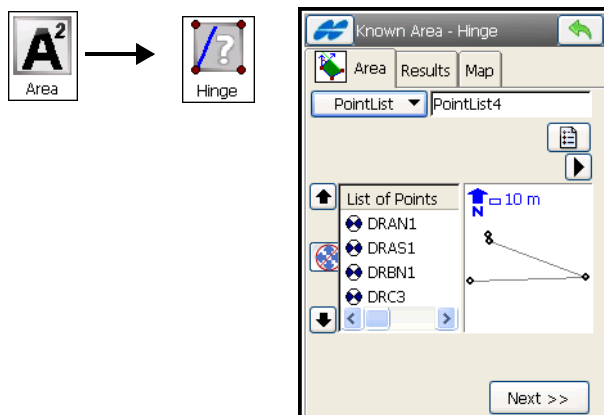 A²
Area
/?
Hinge
Known Area - Hinge
Area Results Map
PointList PointList4
List of Points
DRAN1
DRAS1
DRBN1
DRC3
N 10 m
Next >>